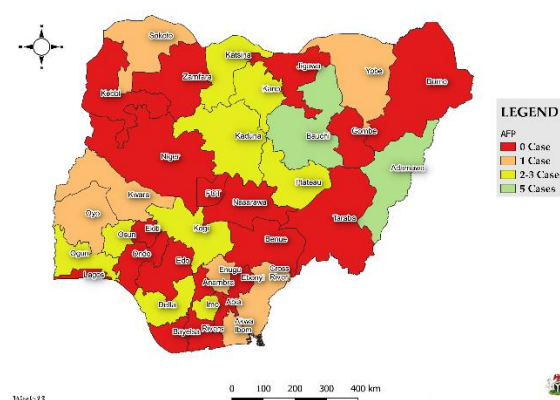 Sokoto
Katsina
Jigawa
Yobe
Borno
Zamfara
Kebbi
Kano
Bauchi
Gombe
Kaduna
Adamawa
Niger
Plateau
Kwara
FCT
Nasarawa
Taraba
Oyo
Osun
Ekiti
Kogi
Benue
Ogun
Ondo
Edo
Lagos
Enugu
Anambra
Ebonyi
Cross
River
Delta
Imo
Abia
Bayelsa
Rivers
Akwa
Ibom
LEGEND
AFP
0 Case
1 Case
2-3 Cases
5 Cases
0 100 200 300 400 km